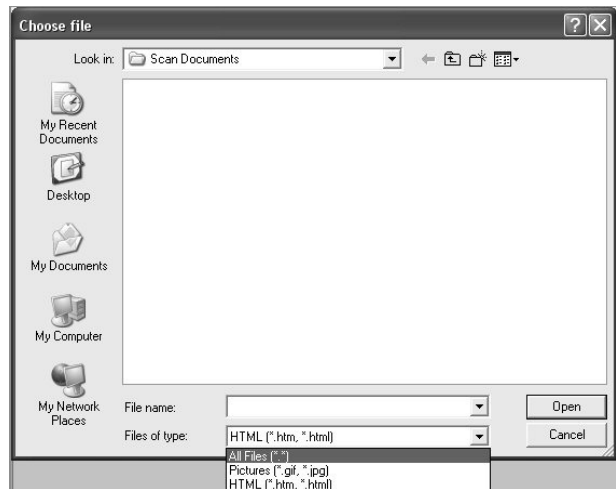 Choose file
?
Look in:
Scan Documents
My Recent
Documents
Desktop
My Documents
My Computer
My Network
Places
File name:
Open
Files of type:
HTML (*.htm, *.html)
Cancel
All Files (*.*)
Pictures (*.gif, *.jpg)
HTML (*.htm, *.html)